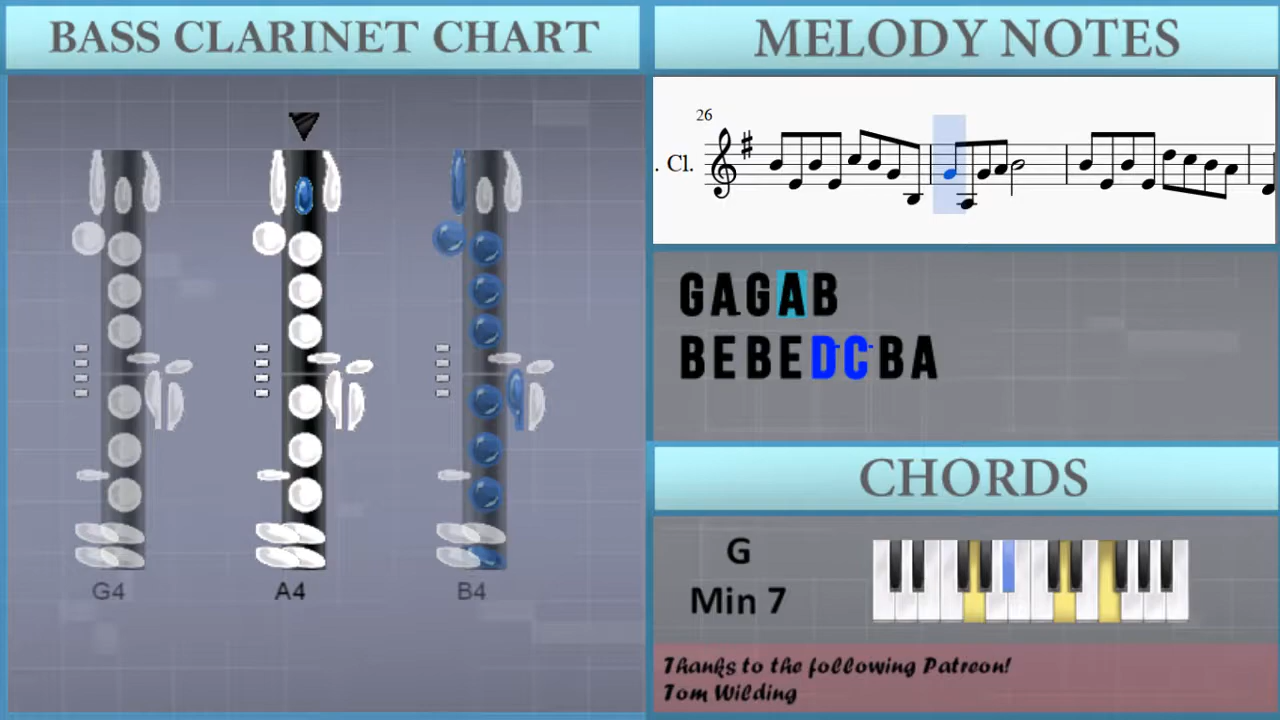 BASS CLARINET CHART
G4
A4
B4
MELODY NOTES
26
. Cl.
GAGAB
BEBEDCBA
CHORDS
G
Min 7
Thanks to the following Patreon!
Tom Wilding